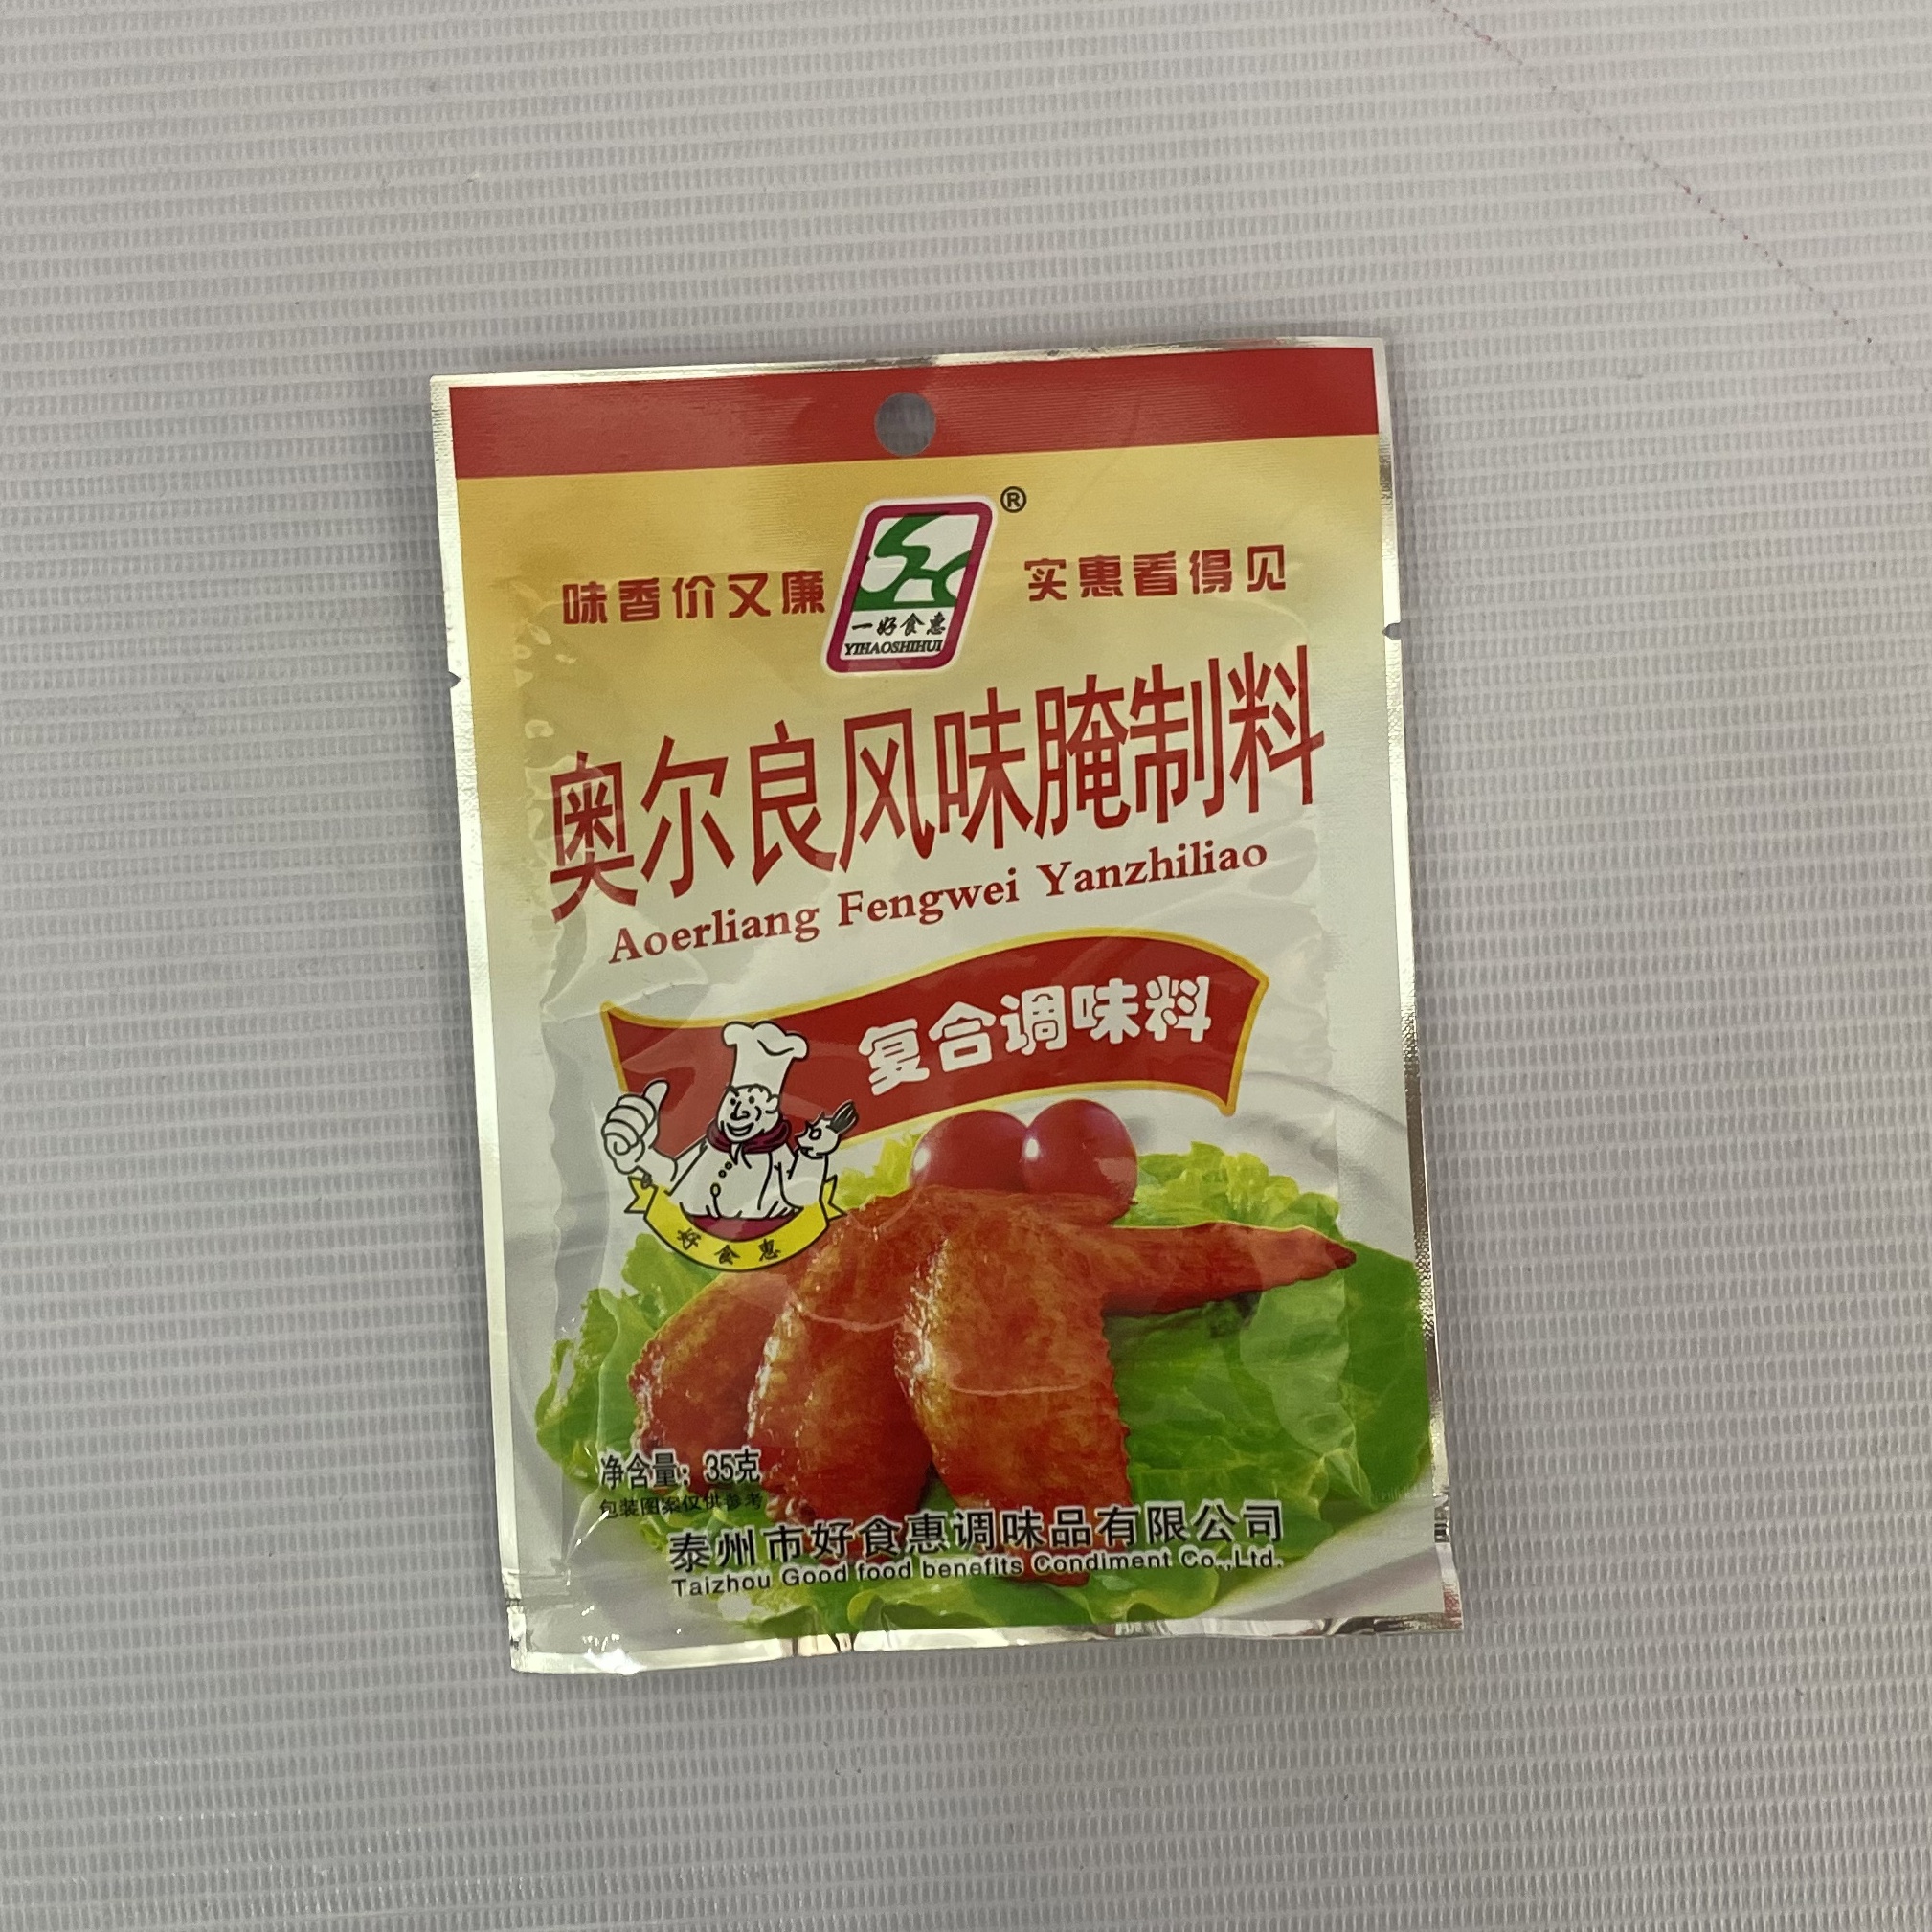 ®
味香价又廉
实惠看得见
一好食惠
YIHAOSHIHUI
奥尔良风味腌制料
Aoerliang Fengwei Yanzhiliao
复合调味料
好食惠
净含量：35克
包装图案仅供参考
泰州市好食惠调味品有限公司
Taizhou Good food benefits Condiment Co.,Ltd.